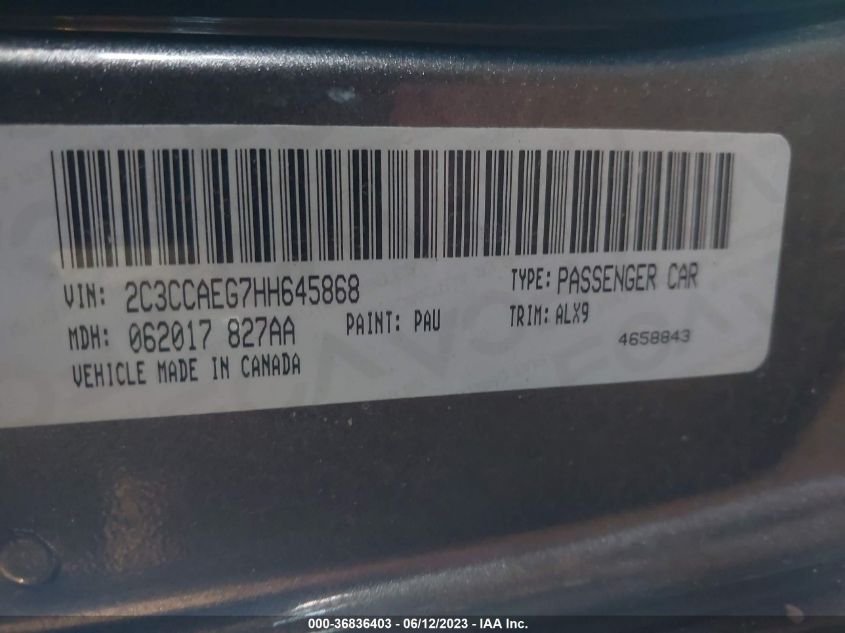 VIN: 2C3CCAEG7HH645868 TYPE: PASSENGER CAR
MDH: 062017 827AA PAINT: PAU TRIM: ALX9
4658843
VEHICLE MADE IN CANADA
000-36836403 - 06/12/2023 - IAA Inc.